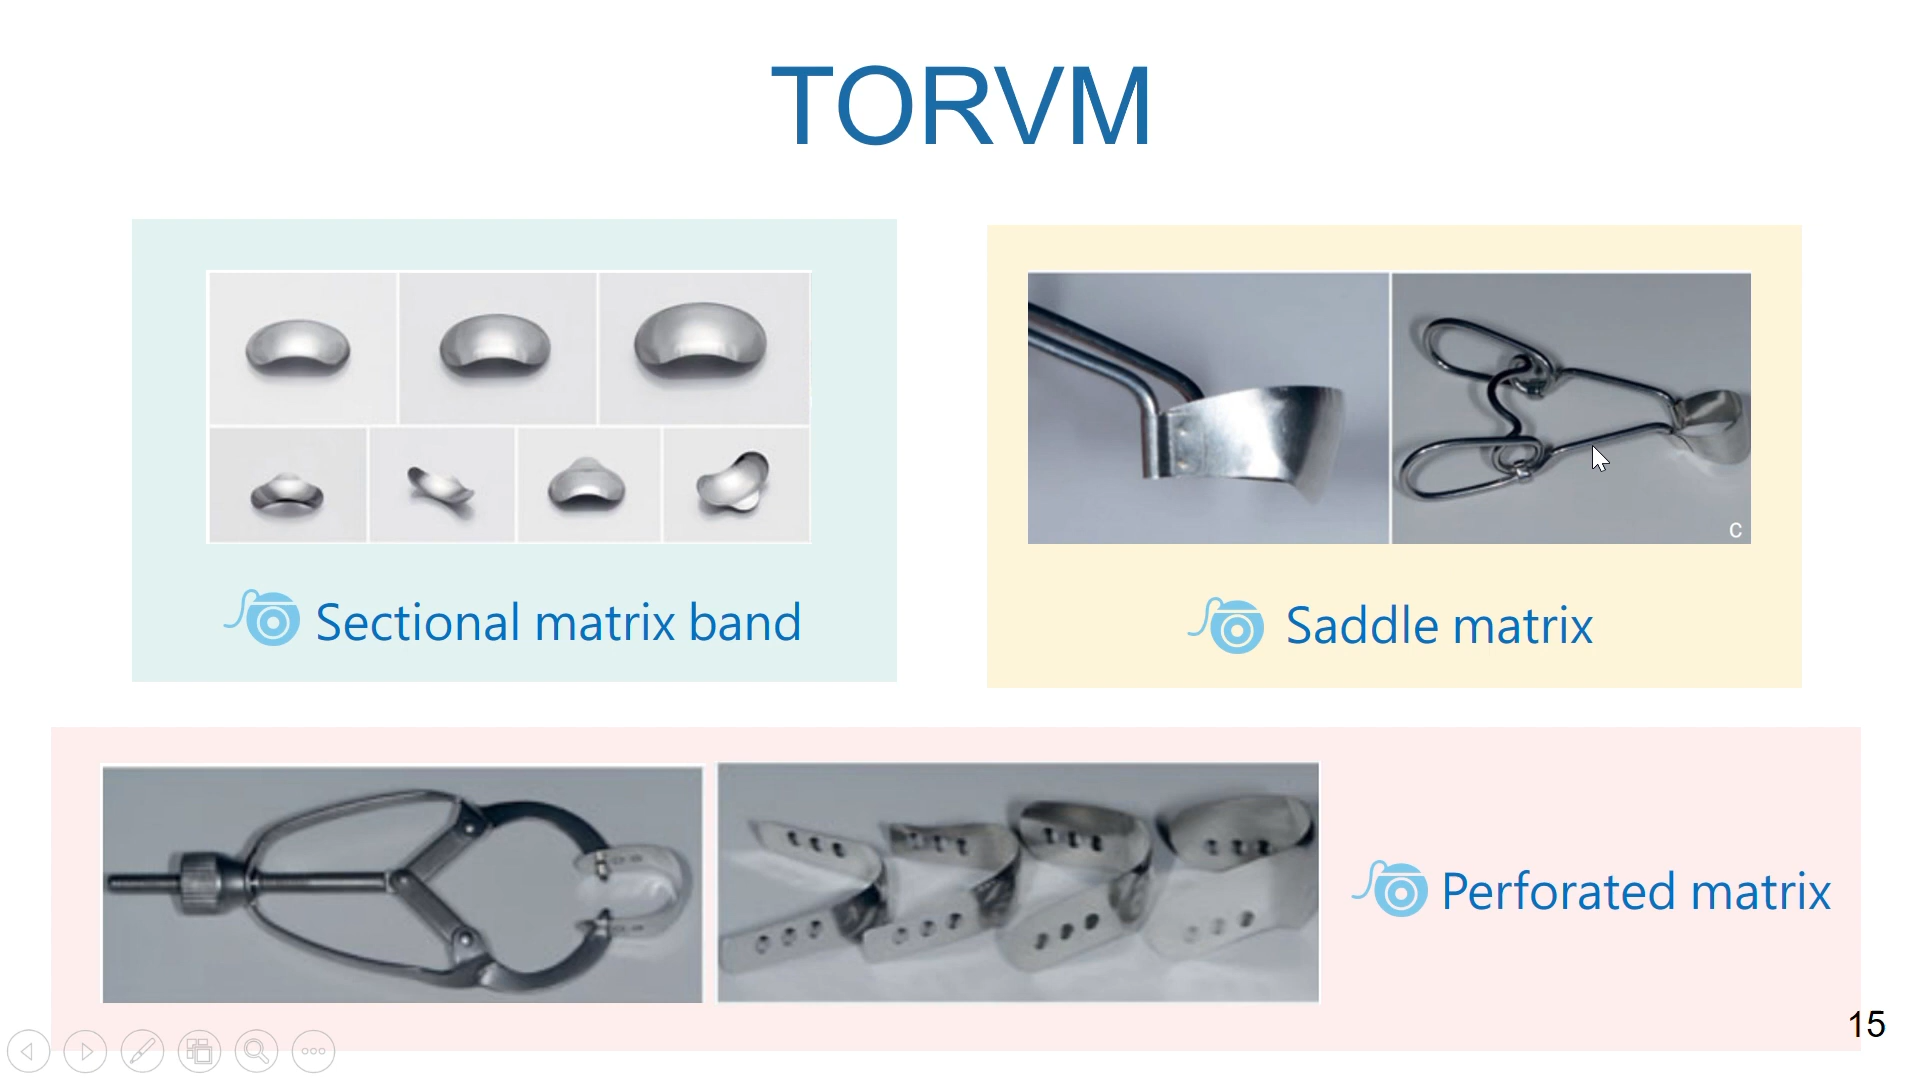 TORVM
C
Sectional matrix band
Saddle matrix
Perforated matrix
15